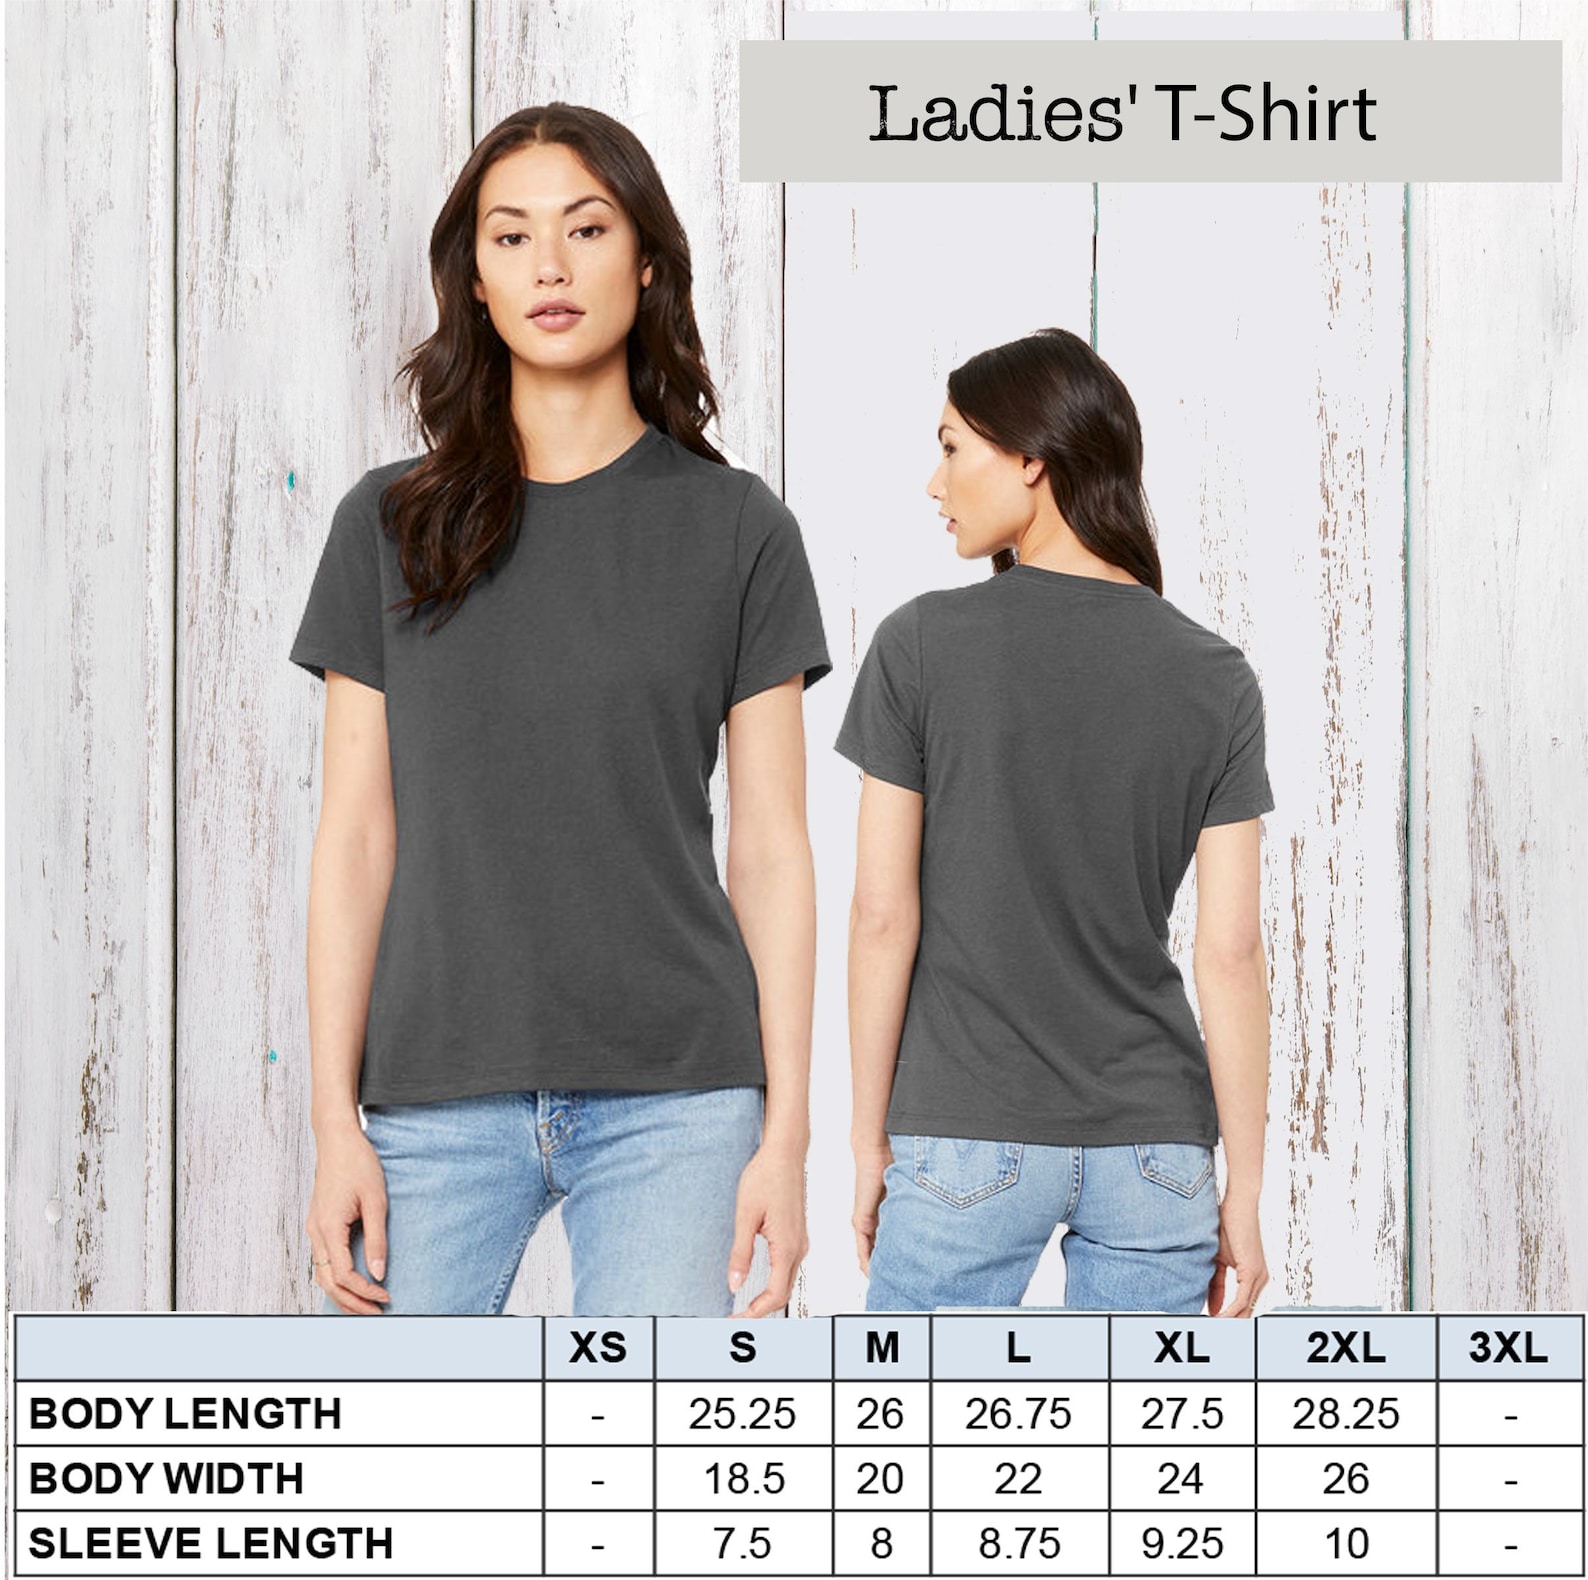 Ladies' T-Shirt
XS S M L XL 2XL 3XL
BODY LENGTH - 25.25 26 26.75 27.5 28.25 -
BODY WIDTH - 18.5 20 22 24 26 -
SLEEVE LENGTH - 7.5 8 8.75 9.25 10 -